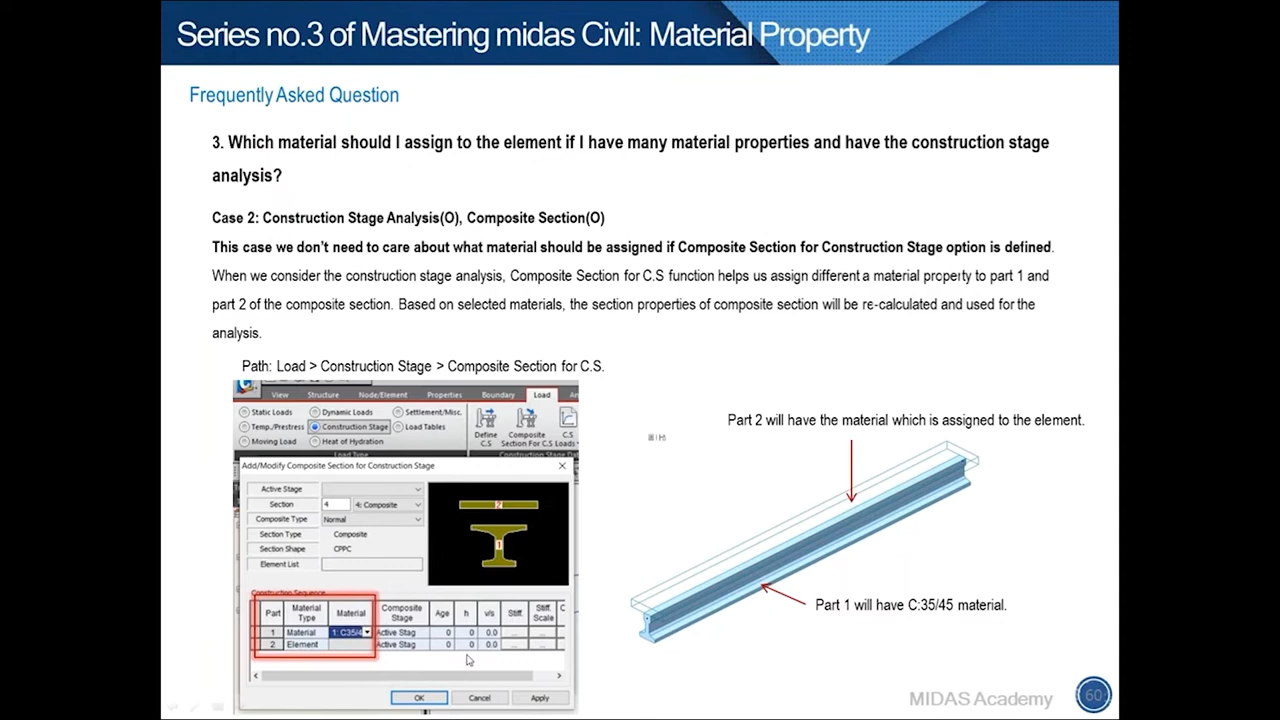 Series no.3 of Mastering midas Civil: Material Property
Frequently Asked Question
3. Which material should I assign to the element if I have many material properties and have the construction stage
analysis?
Case 2: Construction Stage Analysis(O), Composite Section(O)
This case we don't need to care about what material should be assigned if Composite Section for Construction Stage option is defined.
When we consider the construction stage analysis, Composite Section for C.S function helps us assign different a material property to part 1 and
part 2 of the composite section. Based on selected materials, the section properties of composite section will be re-calculated and used for the
analysis.
Path: Load > Construction Stage > Composite Section for C.S.
View Structure Node/Element Properties Boundary Load
Static Loads Dynamic Loads Settlement/Misc.
Temp./Prestress Construction Stage Load Tables
Moving Load Heat of Hydration
Define C.S
Composite Section For C.S
C.S Loads
Load Type
Add/Modify Composite Section for Construction Stage
Active Stage
Section 4 4: Composite
Composite Type Normal
Section Type Composite
Section Shape CPPC
Element List
2
1
Construction Sequence
Part Material Type Material Composite Stage Age h v/s Stiff. Stiff. Scale C
1 Material 1: C35/4 Active Stag 0 0 0.0 ... ...
2 Element Active Stag 0 0 0.0 ... ...
OK Cancel Apply
Part 2 will have the material which is assigned to the element.
Part 1 will have C:35/45 material.
MIDAS Academy
60